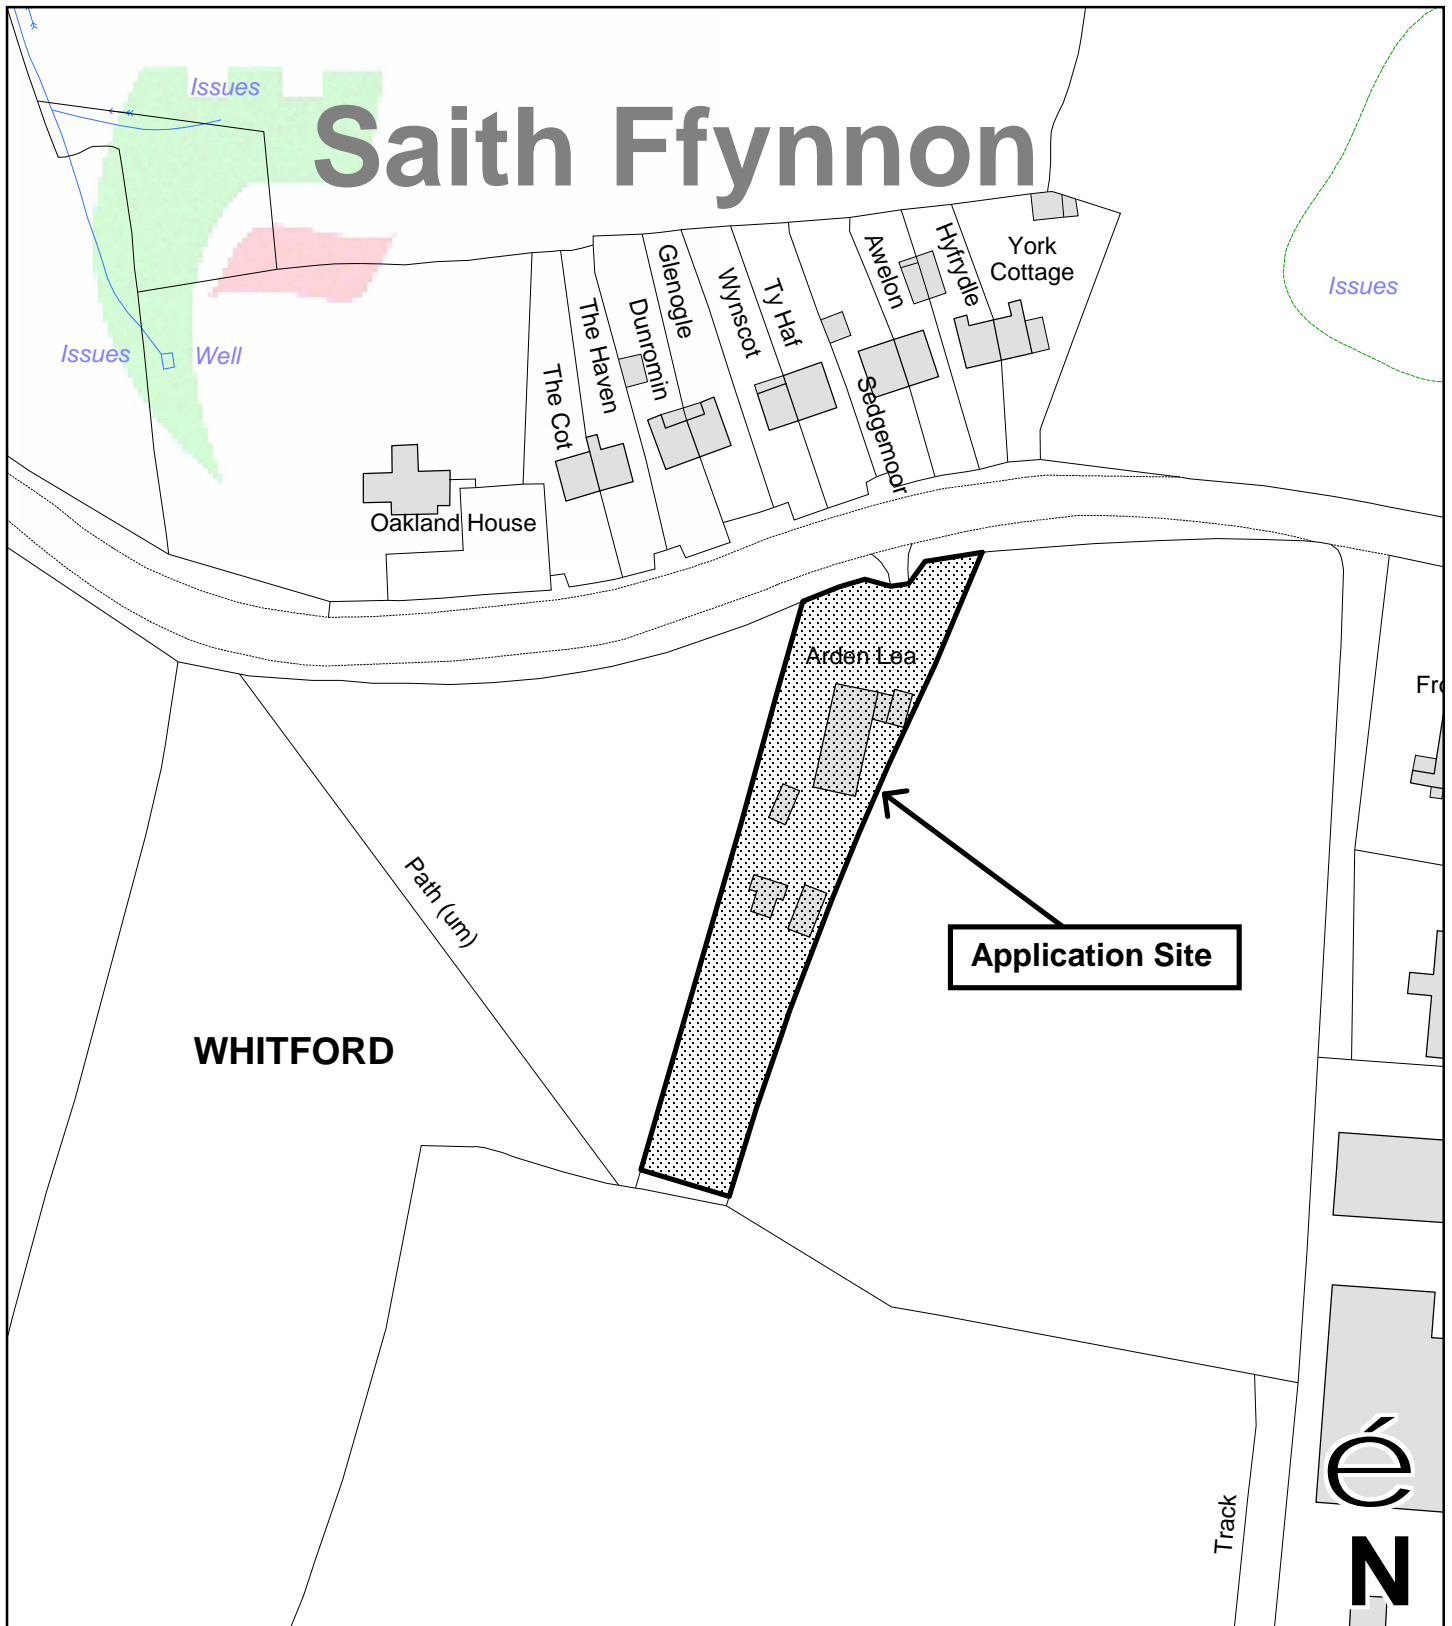 Issues
Saith Ffynnon
Issues
Well
Issues
York
Cottage
Hyfrydle
Awelon
Sedgemoor
Ty Haf
Wynscot
Glenogle
Dunromin
The Haven
The Cot
Oakland House
Arden Lea
Fro
Path (um)
Application Site
WHITFORD
Track
é
N